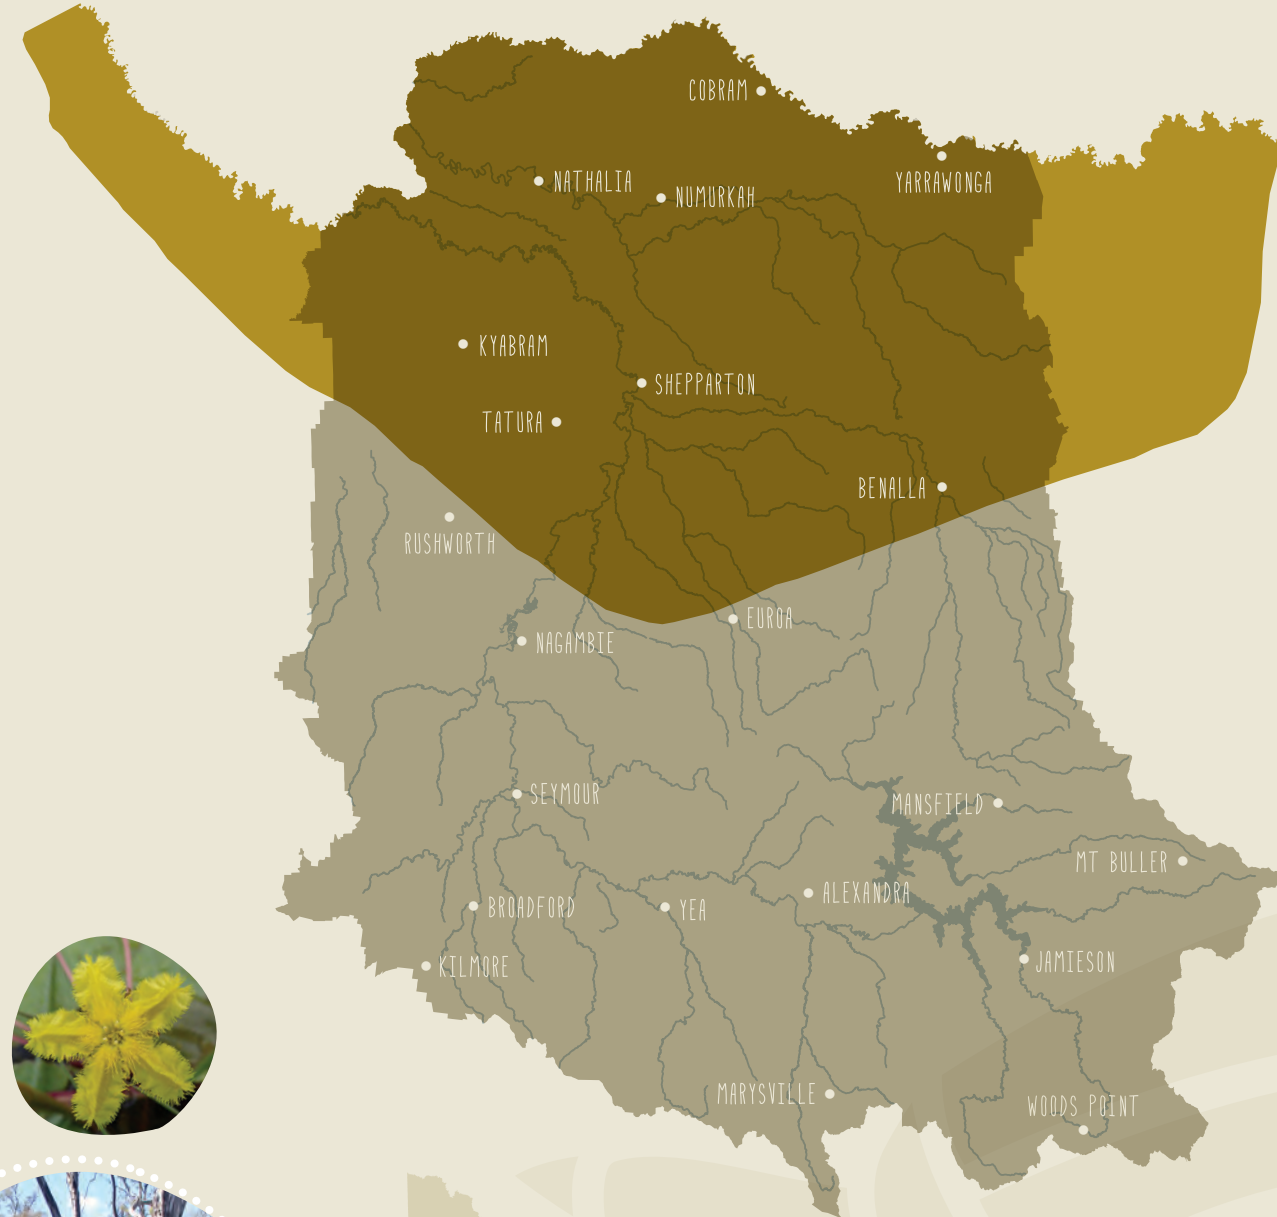 COBRAM
NATHALIA
NUMURKAH
YARRAWONGA
KYABRAM
SHEPPARTON
TATURA
BENALLA
RUSHWORTH
EUROA
NAGAMBIE
SEYMOUR
MANSFIELD
MT BULLER
ALEXANDRA
BROADFORD
YEA
KILMORE
JAMIESON
MARYSVILLE
WOODS POINT